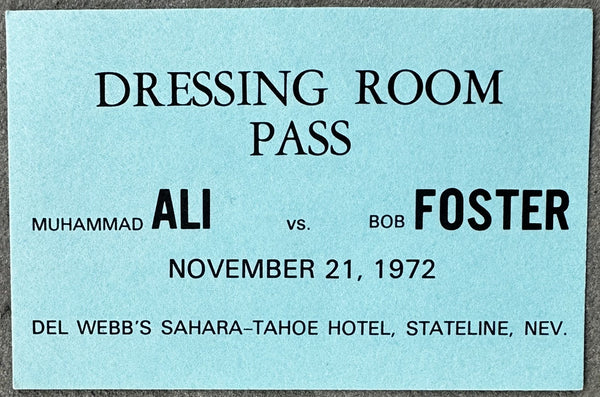 DRESSING ROOM
PASS
MUHAMMAD ALI vs. BOB FOSTER
NOVEMBER 21, 1972
DEL WEBB'S SAHARA-TAHOE HOTEL, STATELINE, NEV.